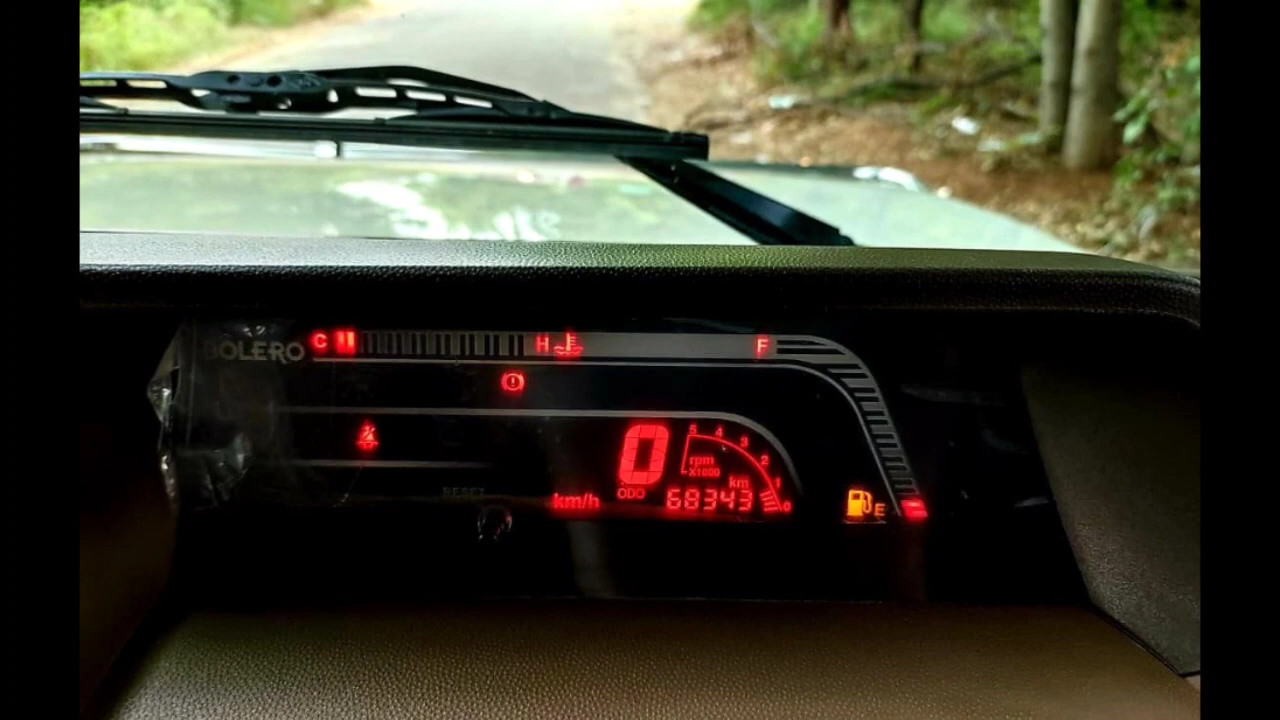 BOLERO C H F
5 4 3 2 1 0
rpm
X1000
km
ODO 68343
0
km/h
RESET
E